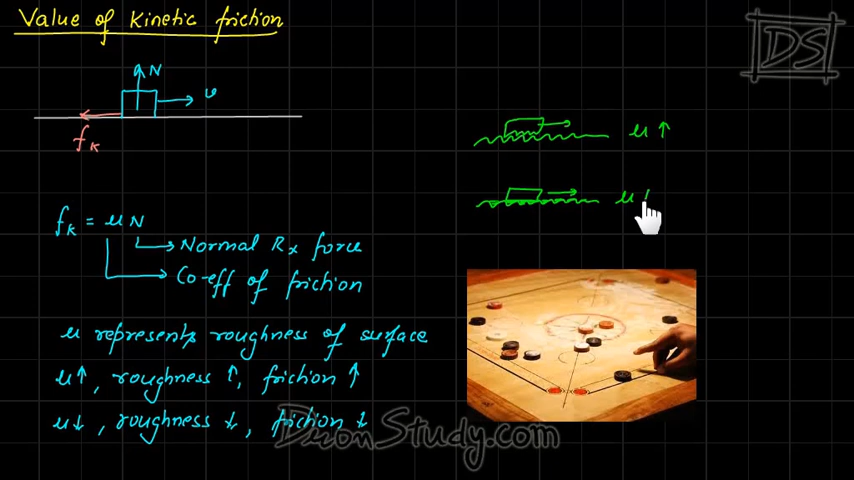 Value of Kinetic friction
DS
N
v
fK
μ ↑
μ
fK = μN
Normal Rx force
Co-eff of friction
μ represents roughness of surface
μ↑, roughness ↑, friction ↑
μ↓, roughness ↓, friction ↓
DronStudy.com